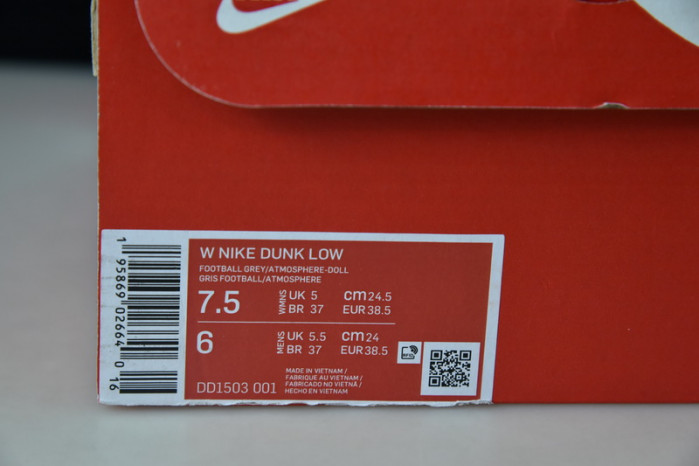 NIKE
W NIKE DUNK LOW
FOOTBALL GREY/ATMOSPHERE-DOLL
GRIS FOOTBALL/ATMOSPHERE
7.5 WMNS UK 5 cm 24.5
BR 37 EUR 38.5
6 MENS UK 5.5 cm 24
BR 37 EUR 38.5
DD1503 001
MADE IN VIETNAM /
FABRIQUÉ AU VIETNAM /
FABRICADO NO VIETNÃ /
HECHO EN VIETNAM
1 95869 02664 0 16